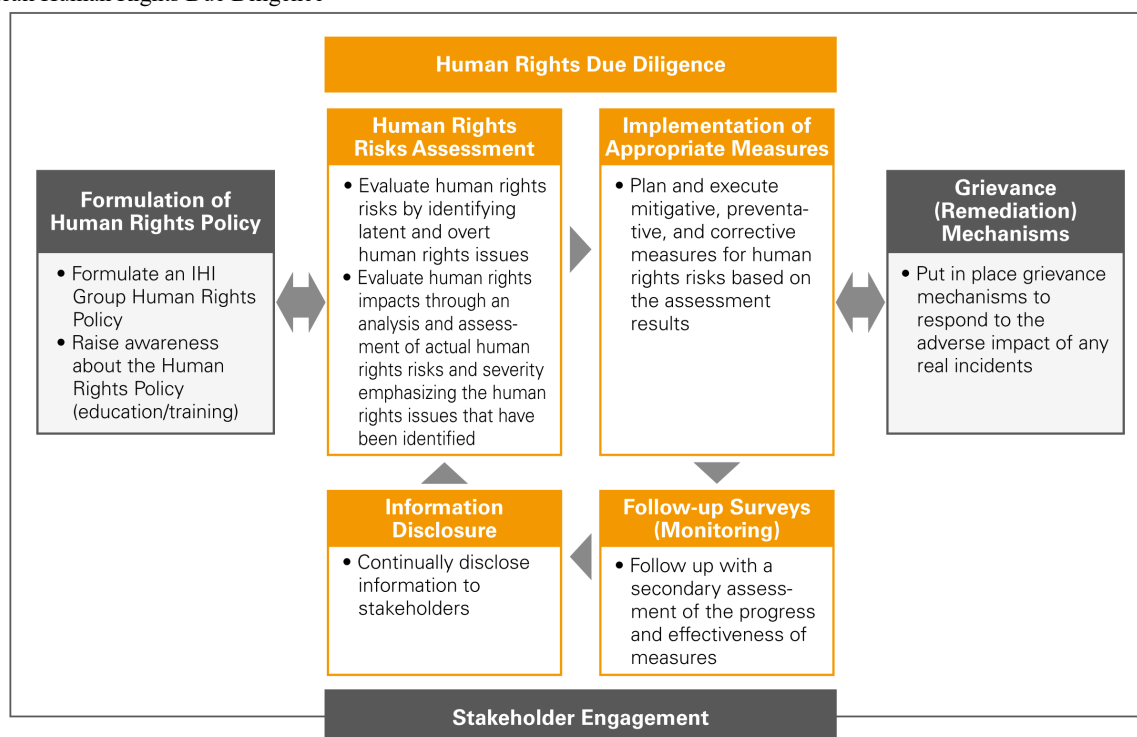 Human Rights Due Diligence
Human Rights Due Diligence
Human Rights
Risks Assessment
• Evaluate human rights
risks by identifying
latent and overt
human rights issues
• Evaluate human rights
impacts through an
analysis and assess-
ment of actual human
rights risks and severity
emphasizing the human
rights issues that have
been identified
Implementation of
Appropriate Measures
• Plan and execute
mitigative, preventa-
tive, and corrective
measures for human
rights risks based on
the assessment
results
Formulation of
Human Rights Policy
• Formulate an IHI
Group Human Rights
Policy
• Raise awareness
about the Human
Rights Policy
(education/training)
Grievance
(Remediation)
Mechanisms
• Put in place grievance
mechanisms to
respond to the
adverse impact of any
real incidents
Information
Disclosure
• Continually disclose
information to
stakeholders
Follow-up Surveys
(Monitoring)
• Follow up with a
secondary assess-
ment of the progress
and effectiveness of
measures
Stakeholder Engagement